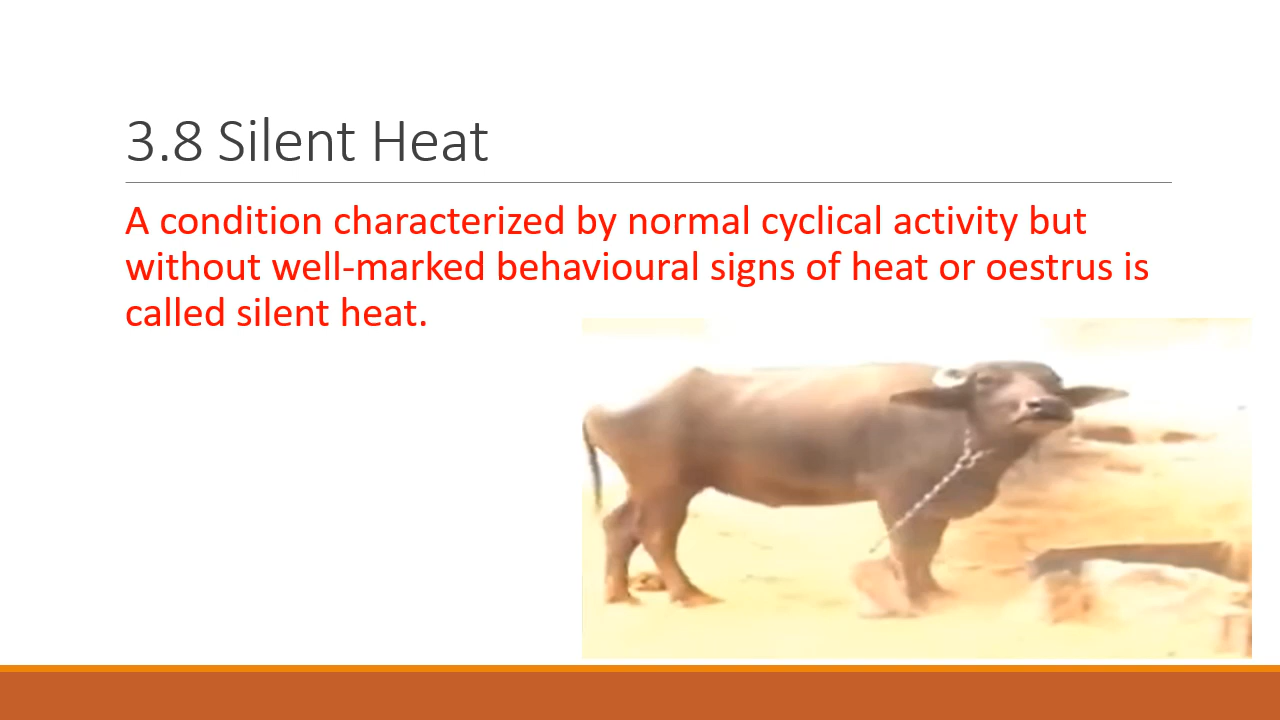 3.8 Silent Heat
A condition characterized by normal cyclical activity but
without well-marked behavioural signs of heat or oestrus is
called silent heat.